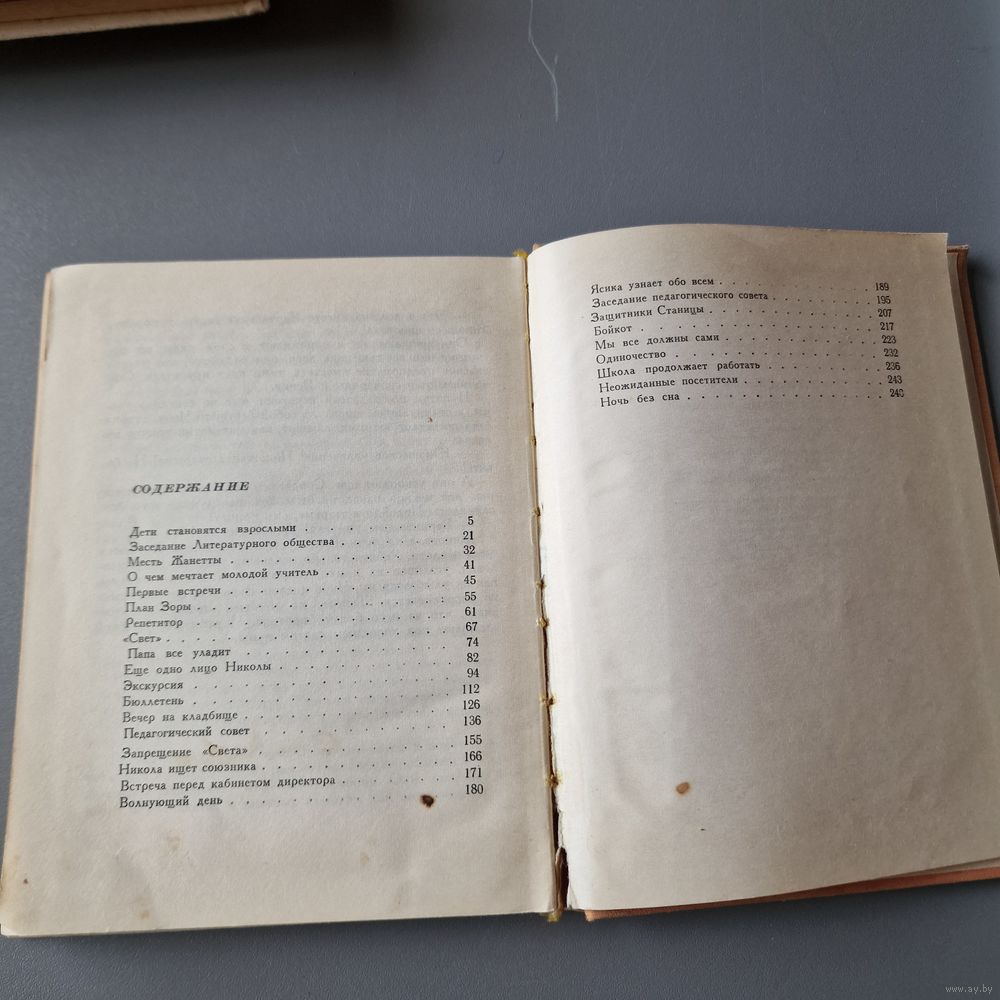 СОДЕРЖАНИЕ
Дети становятся взрослыми . . . . . . . . . . 5
Заседание Литературного общества . . . . . . . . 21
Месть Жанетты . . . . . . . . . . . . . . 32
О чем мечтает молодой учитель . . . . . . . . . 41
Первые встречи . . . . . . . . . . . . . . 45
План Зоры . . . . . . . . . . . . . . . 55
Репетитор . . . . . . . . . . . . . . . 61
«Свет» . . . . . . . . . . . . . . . . 67
Папа все уладит . . . . . . . . . . . . . 74
Еще одно лицо Николы . . . . . . . . . . . 82
Экскурсия . . . . . . . . . . . . . . . 94
Бюллетень . . . . . . . . . . . . . . . 112
Вечер на кладбище . . . . . . . . . . . . 126
Педагогический совет . . . . . . . . . . . . 136
Запрещение «Света» . . . . . . . . . . . . 155
Никола ищет союзника . . . . . . . . . . . 166
Встреча перед кабинетом директора . . . . . . . . 171
Волнующий день . . . . . . . . . . . . . 180
Ясика узнает обо всем . . . . . . . . . . . 189
Заседание педагогического совета . . . . . . . . 195
Защитники Станицы . . . . . . . . . . . . 207
Бойкот . . . . . . . . . . . . . . . . 217
Мы все должны сами . . . . . . . . . . . . 223
Одиночество . . . . . . . . . . . . . . 232
Школа продолжает работать . . . . . . . . . 236
Неожиданные посетители . . . . . . . . . . 243
Ночь без сна . . . . . . . . . . . . . .
www.ay.by